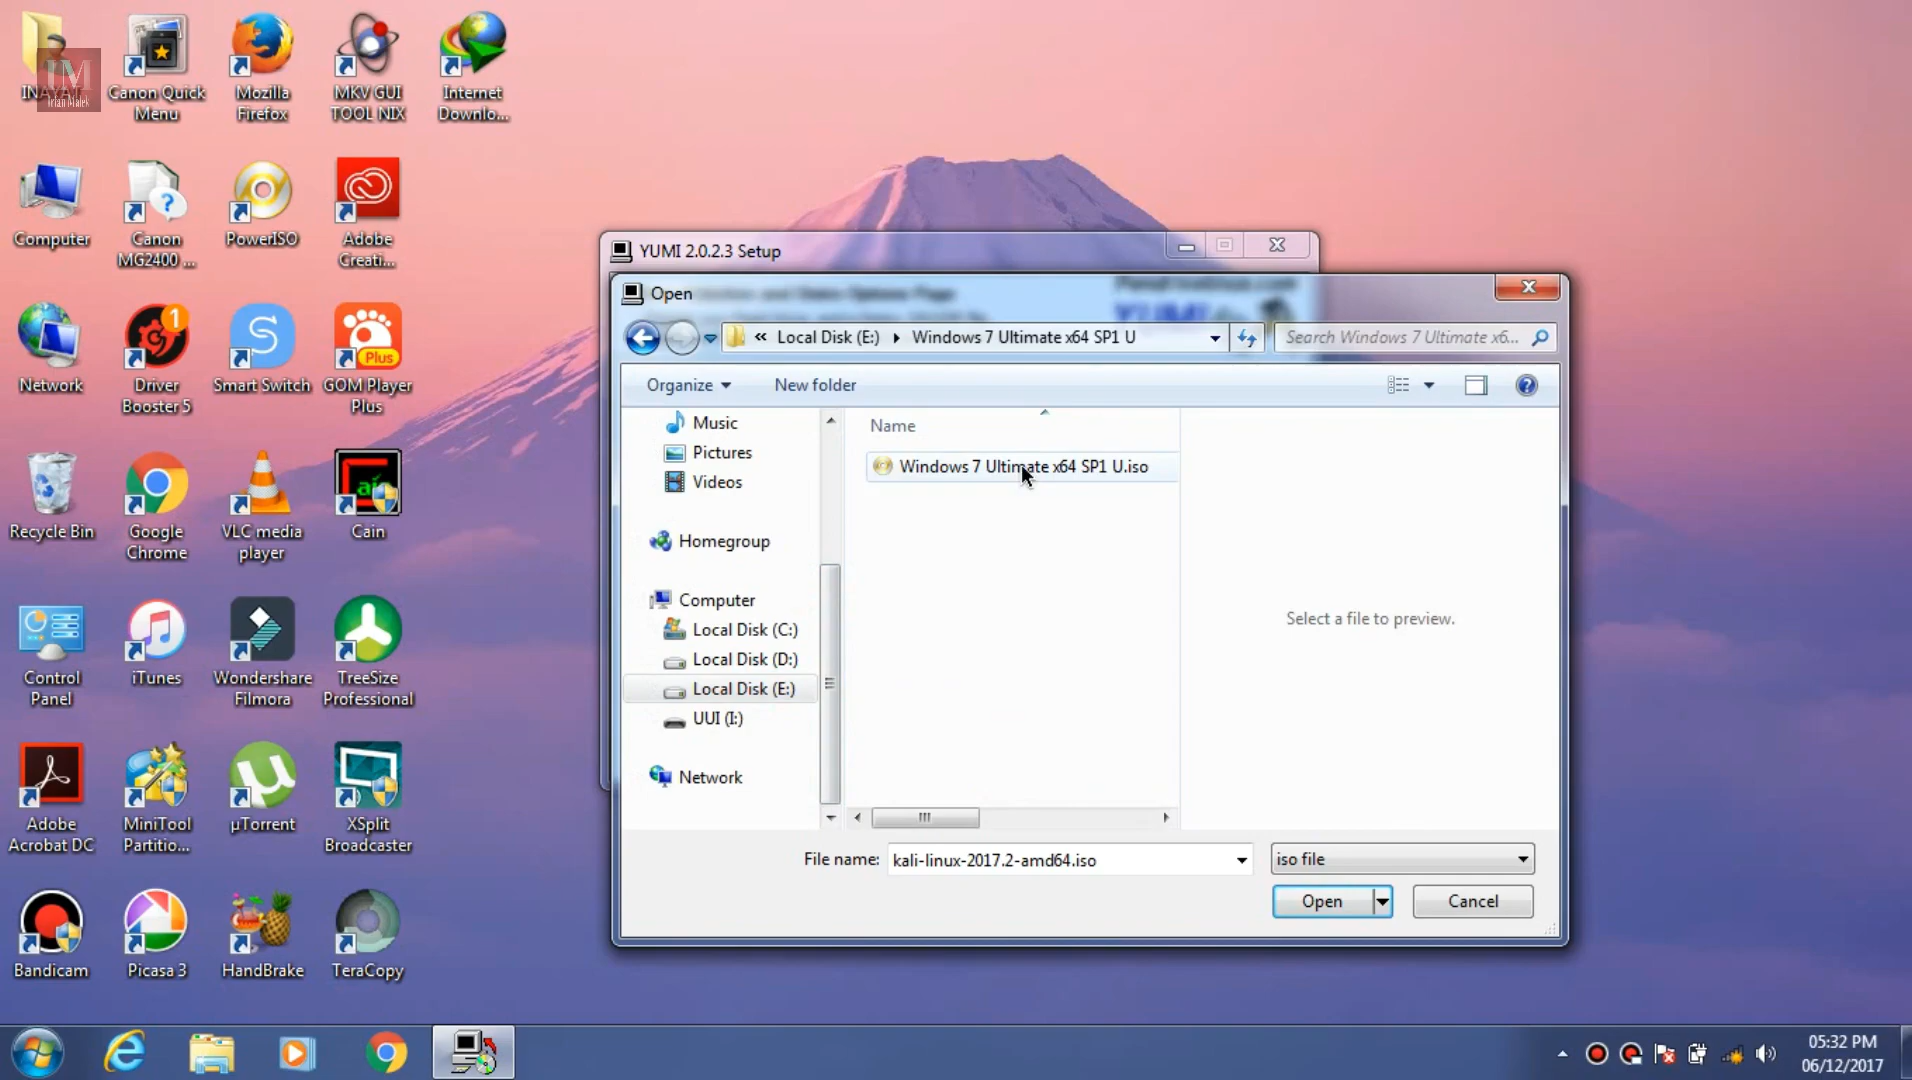 Canon Quick
Menu
Mozilla
Firefox
MKV GUI
TOOL NIX
Internet
Downlo...
IM
Irfan Malek
Computer
Canon
MG2400 ...
PowerISO
Adobe
Creati...
Network
Driver
Booster 5
1
Smart Switch
S
GOM Player
Plus
Plus
Recycle Bin
Google
Chrome
VLC media
player
Cain
Control
Panel
iTunes
Wondershare
Filmora
TreeSize
Professional
Adobe
Acrobat DC
MiniTool
Partitio...
µTorrent
XSplit
Broadcaster
Bandicam
Picasa 3
HandBrake
TeraCopy
YUMI 2.0.2.3 Setup
Open
« Local Disk (E:) Windows 7 Ultimate x64 SP1 U
Search Windows 7 Ultimate x6...
Organize
New folder
Music
Pictures
Videos
Homegroup
Computer
Local Disk (C:)
Local Disk (D:)
Local Disk (E:)
UUI (I:)
Network
Name
Windows 7 Ultimate x64 SP1 U.iso
Select a file to preview.
File name:
kali-linux-2017.2-amd64.iso
iso file
Open
Cancel
05:32 PM
06/12/2017